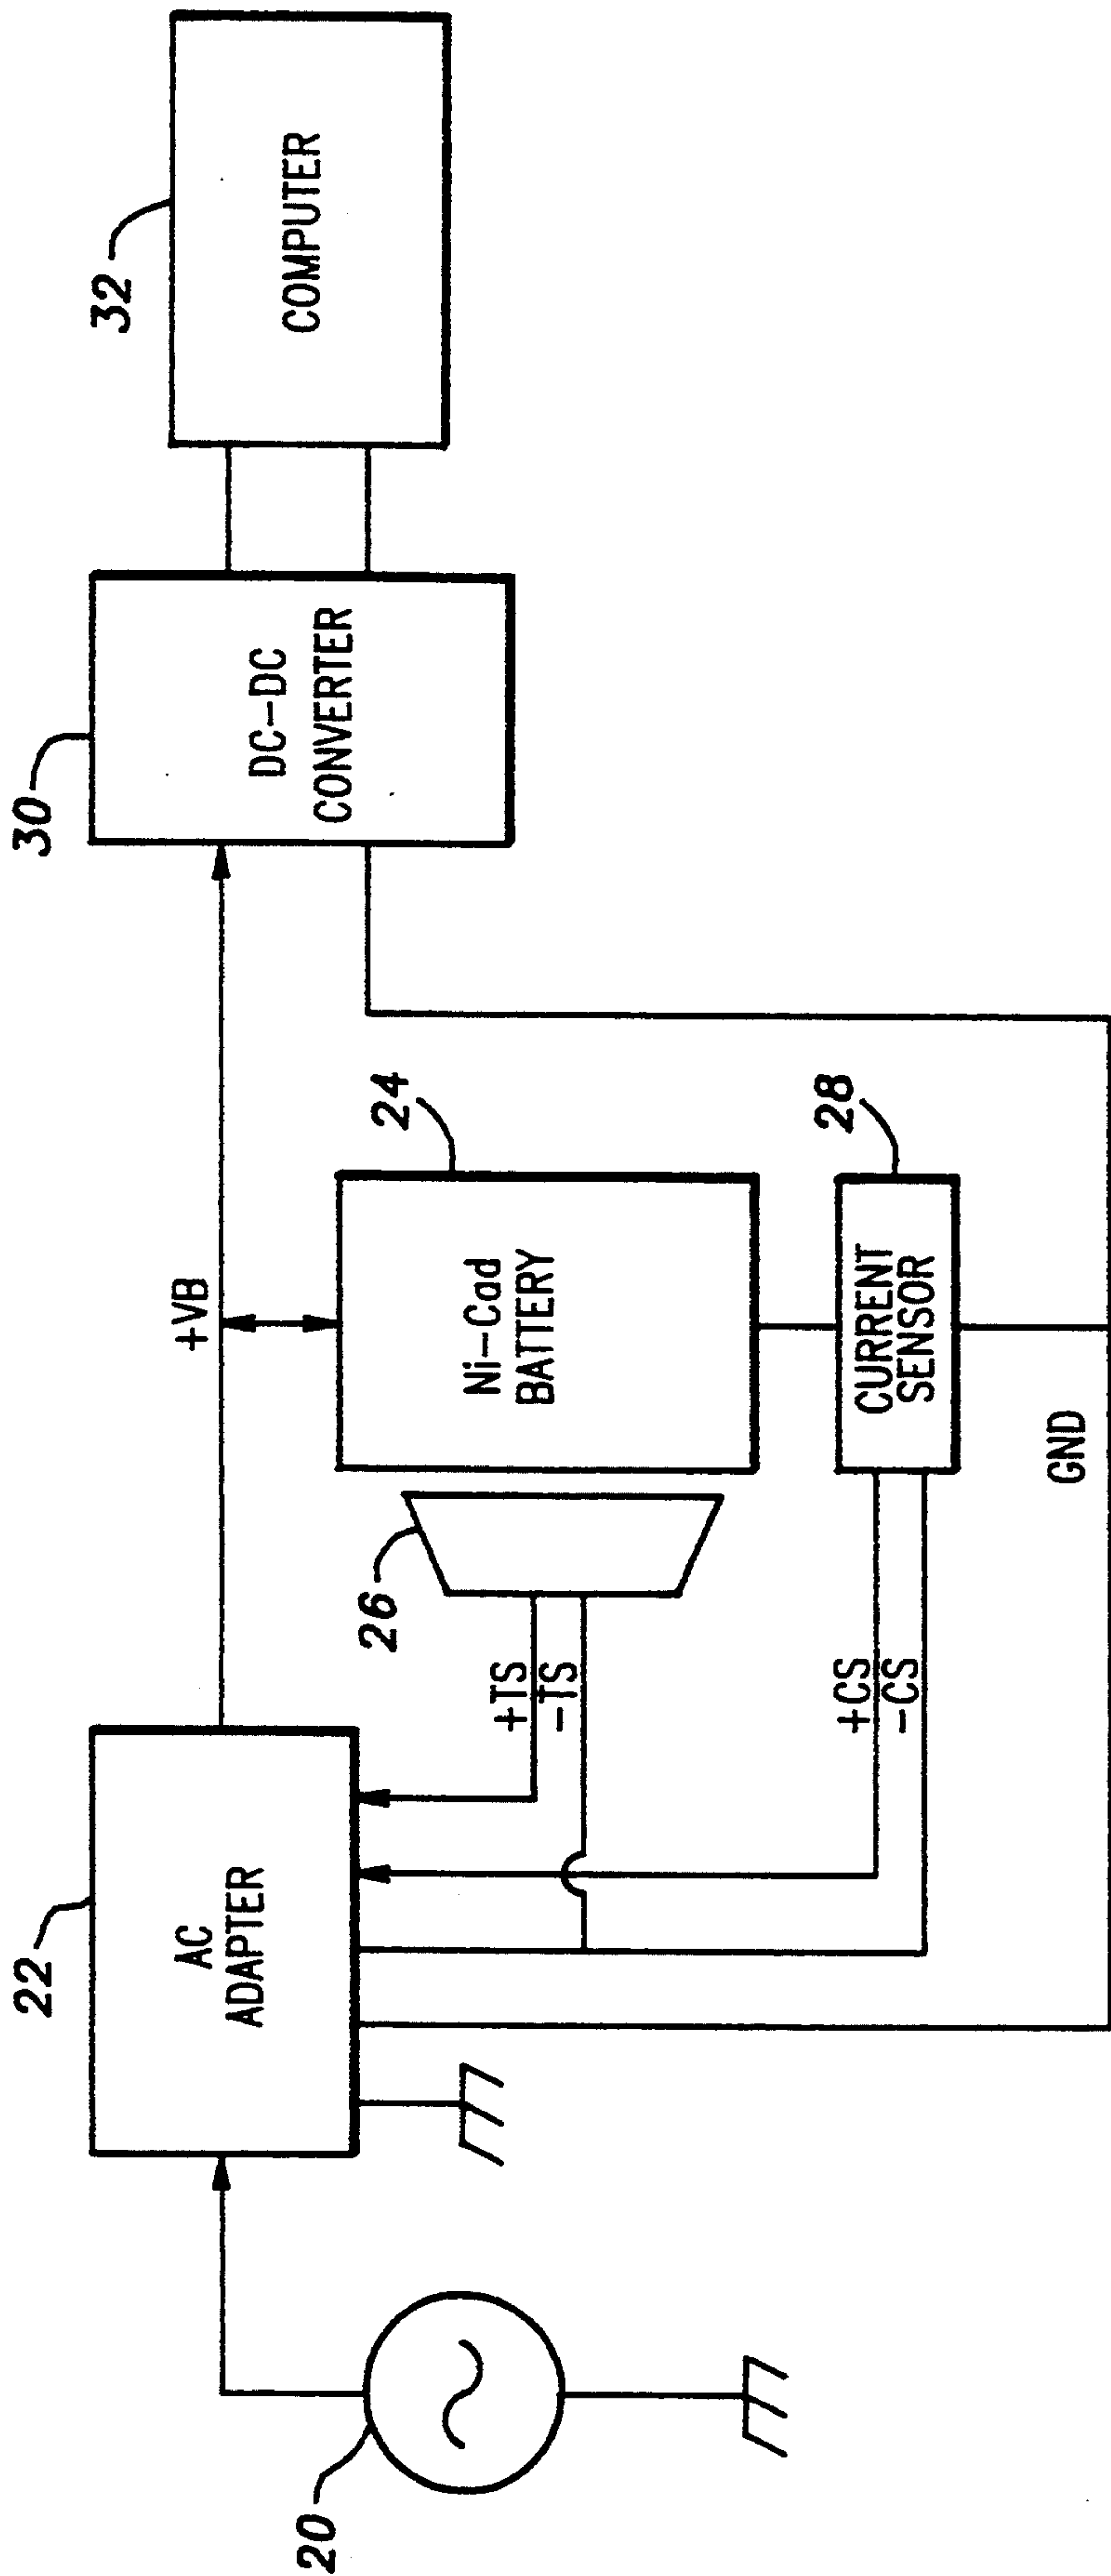 22
30
32
+VB
AC
ADAPTER
DC-DC
CONVERTER
COMPUTER
20
26
24
+TS
-TS
Ni-Cad
BATTERY
28
+CS
-CS
CURRENT
SENSOR
GND